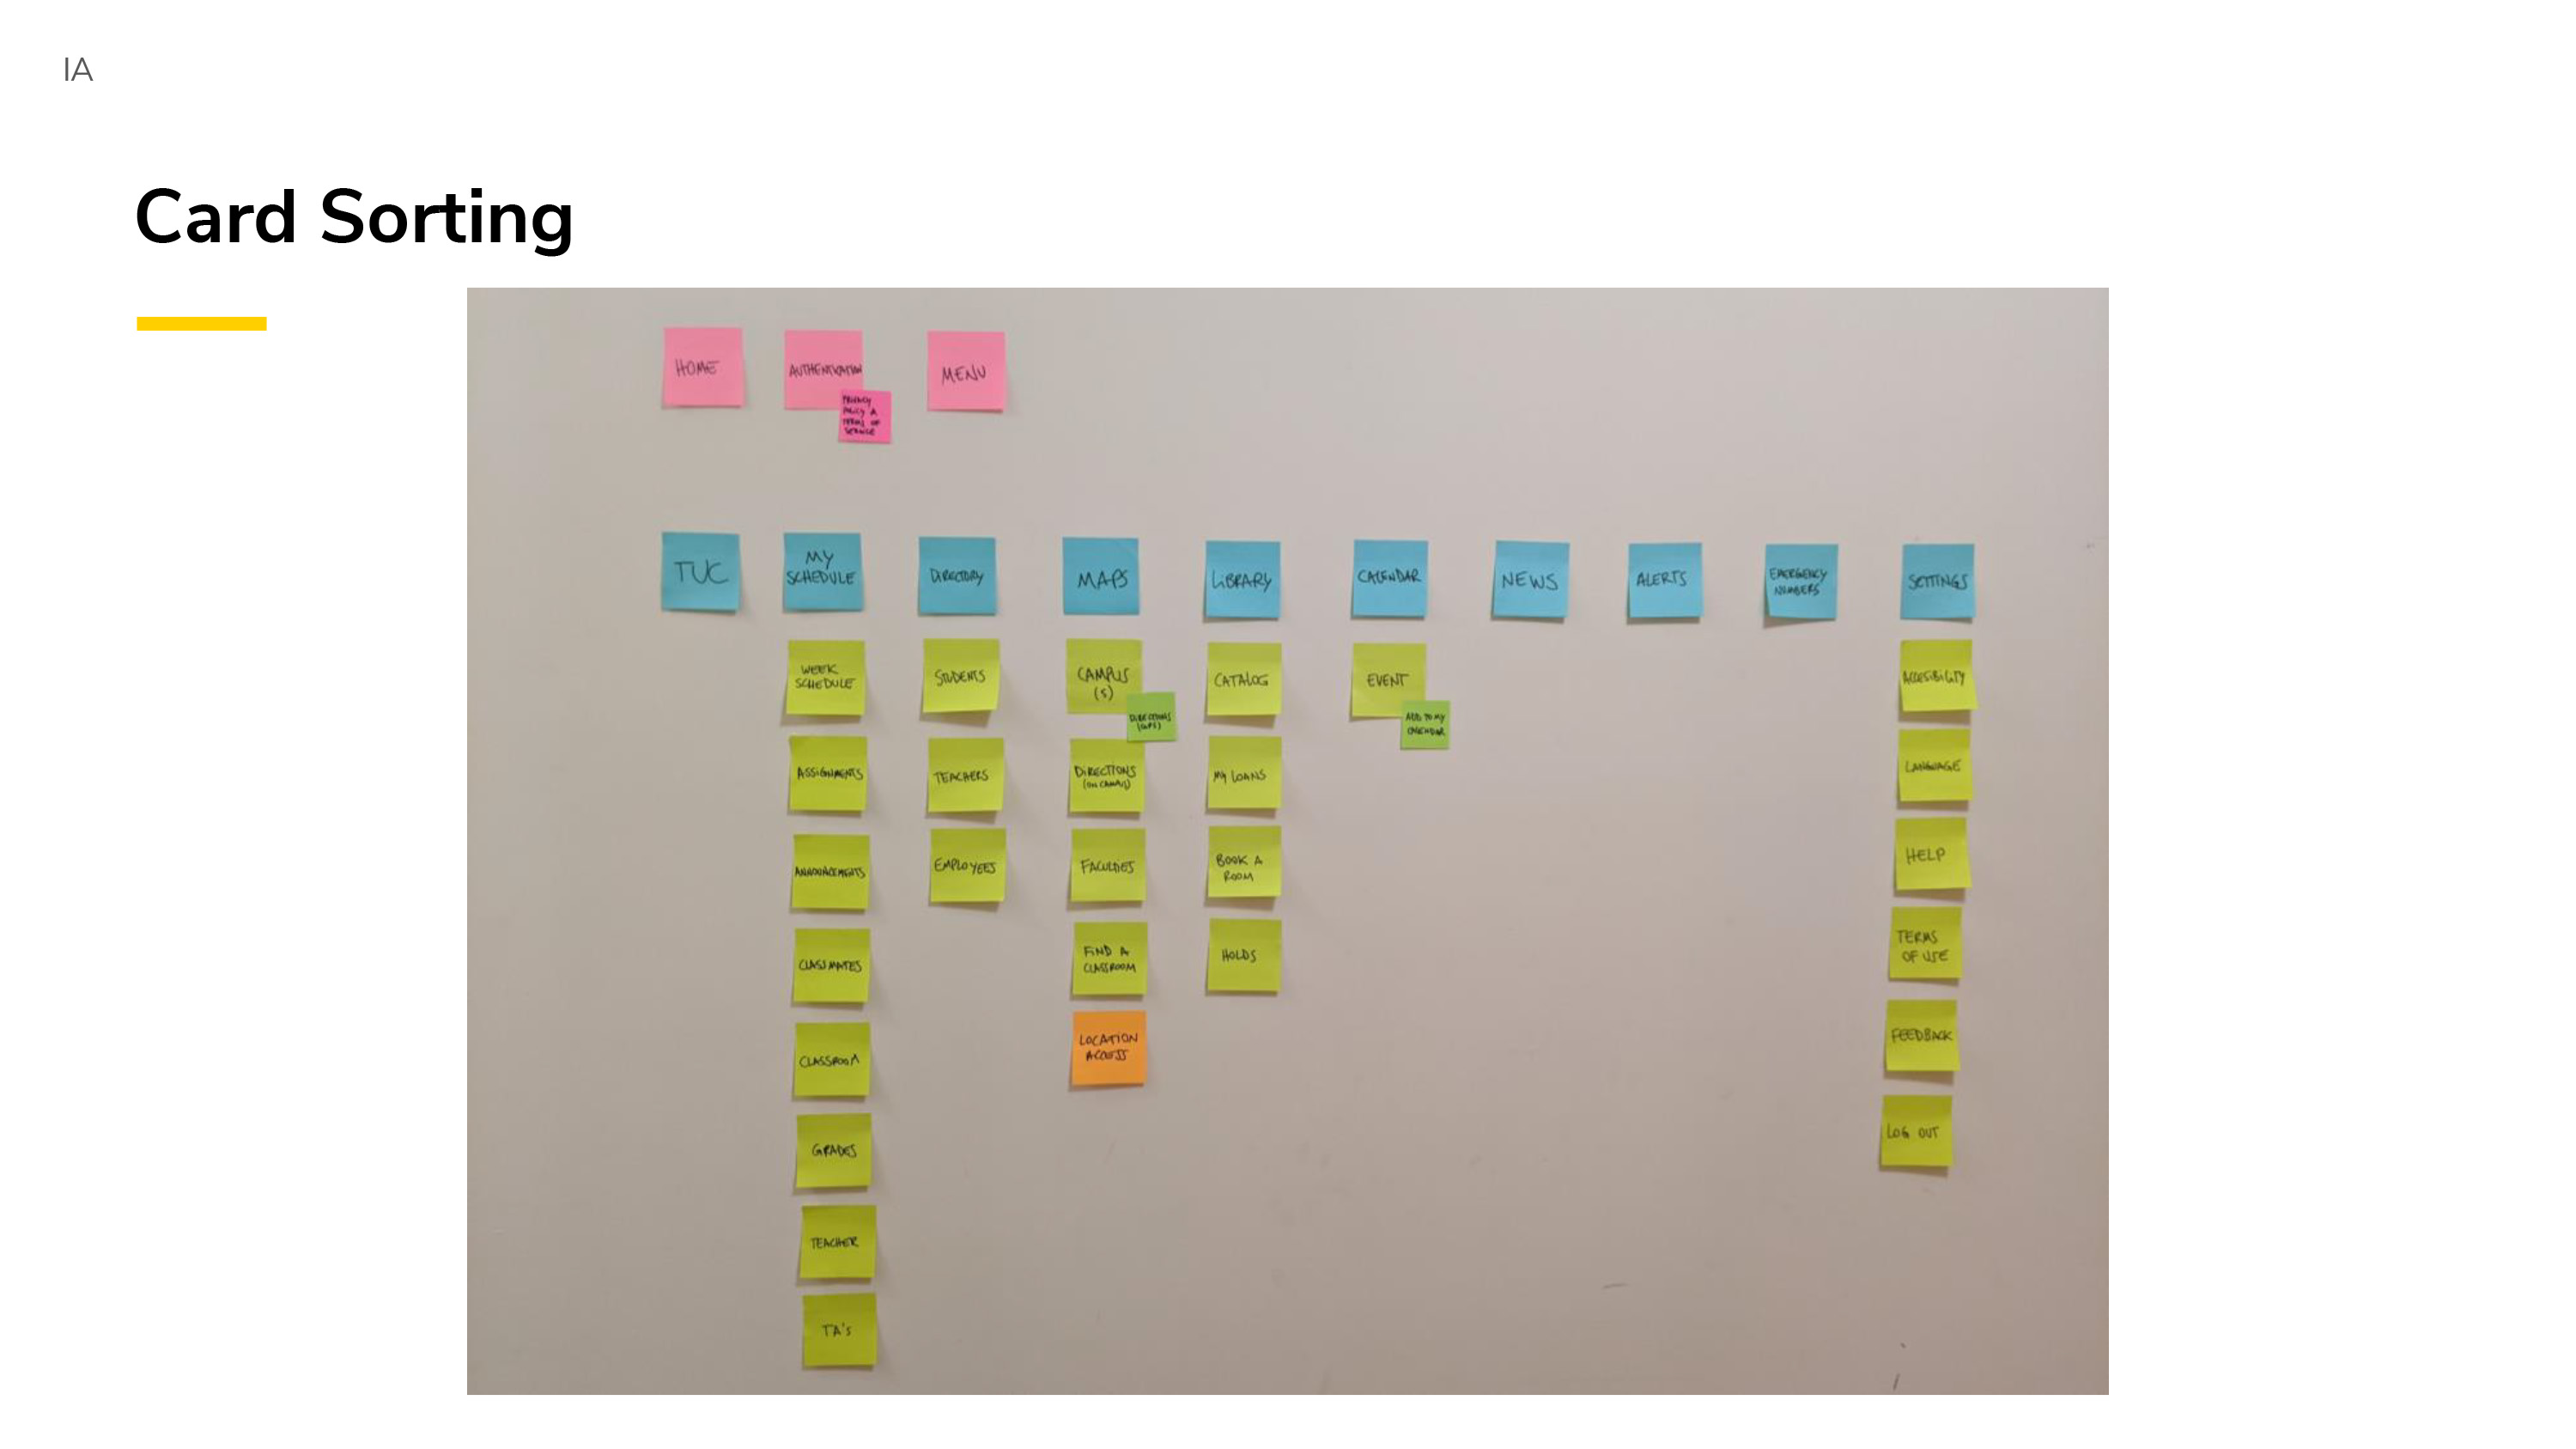 IA
Card Sorting
HOME
AUTHENTICATION
PRIVACY
POLICY &
TERMS OF
SERVICE
MENU
TUC
MY
SCHEDULE
DIRECTORY
MAPS
LIBRARY
CALENDAR
NEWS
ALERTS
EMERGENCY
NUMBERS
SETTINGS
WEEK
SCHEDULE
ASSIGNMENTS
ANNOUNCEMENTS
CLASSMATES
CLASSROOM
GRADES
TEACHER
TA's
STUDENTS
TEACHERS
EMPLOYEES
CAMPUS
(S)
DIRECTIONS
(GPS)
DIRECTIONS
(ON CAMPUS)
FACULTIES
FIND A
CLASSROOM
LOCATION
ACCESS
CATALOG
MY LOANS
BOOK A
ROOM
HOLDS
EVENT
ADD TO MY
CALENDAR
ACCESIBILITY
LANGUAGE
HELP
TERMS
OF USE
FEEDBACK
LOG OUT